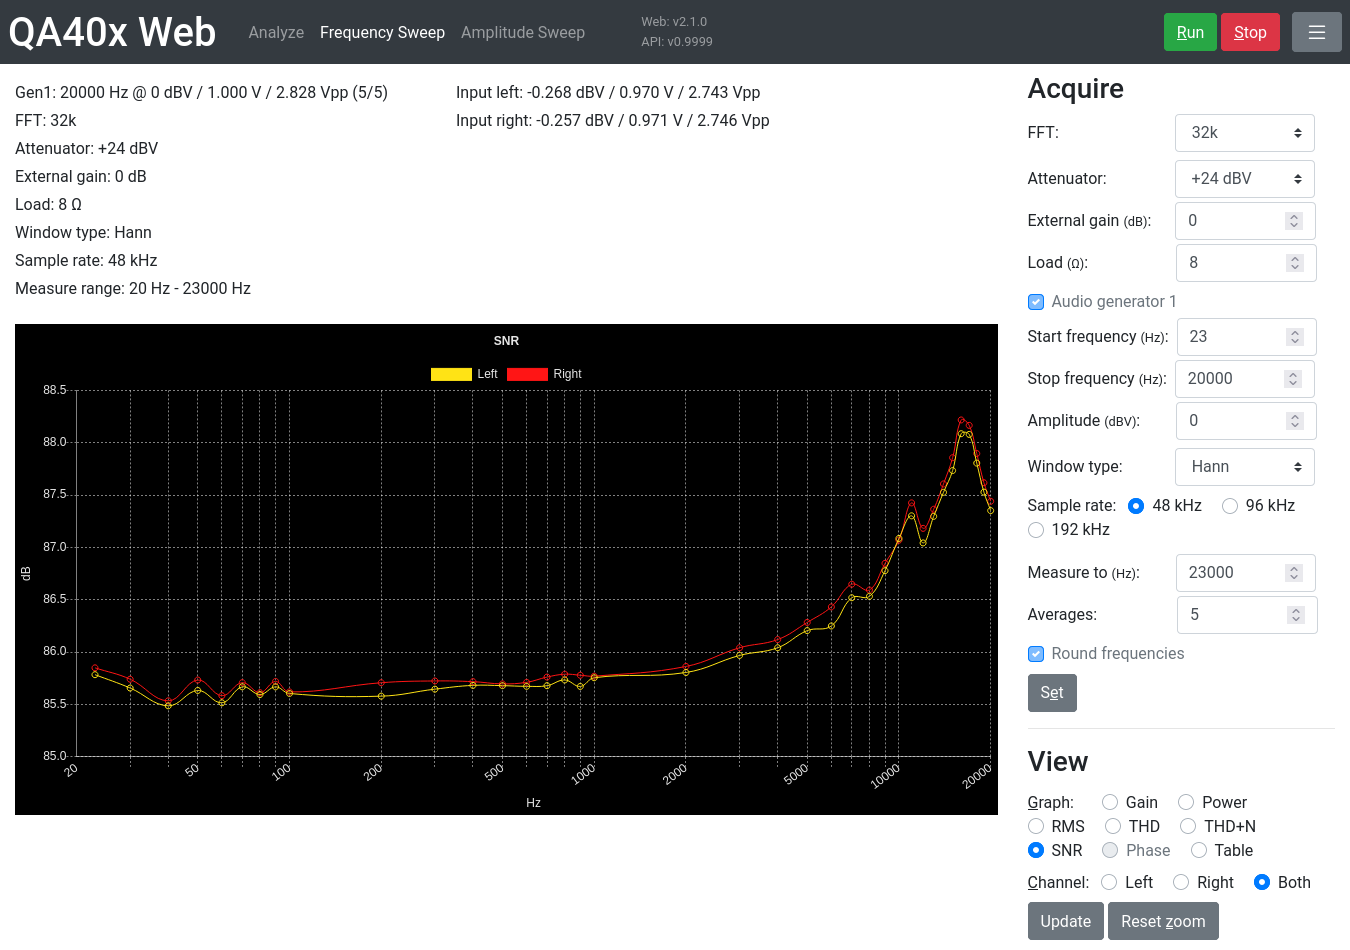 QA40x Web Analyze Frequency Sweep Amplitude Sweep
Web: v2.1.0
API: v0.9999
Run Stop
Gen1: 20000 Hz @ 0 dBV / 1.000 V / 2.828 Vpp (5/5)
FFT: 32k
Attenuator: +24 dBV
External gain: 0 dB
Load: 8 Ω
Window type: Hann
Sample rate: 48 kHz
Measure range: 20 Hz - 23000 Hz
Input left: -0.268 dBV / 0.970 V / 2.743 Vpp
Input right: -0.257 dBV / 0.971 V / 2.746 Vpp
SNR
Left Right
88.5
88.0
87.5
87.0
86.5
86.0
85.5
85.0
dB
20 50 100 200 500 1000 2000 5000 10000 20000
Hz
Acquire
FFT: 32k
Attenuator: +24 dBV
External gain (dB): 0
Load (Ω): 8
Audio generator 1
Start frequency (Hz): 23
Stop frequency (Hz): 20000
Amplitude (dBV): 0
Window type: Hann
Sample rate: 48 kHz 96 kHz
192 kHz
Measure to (Hz): 23000
Averages: 5
Round frequencies
Set
View
Graph: Gain Power
RMS THD THD+N
SNR Phase Table
Channel: Left Right Both
Update Reset zoom